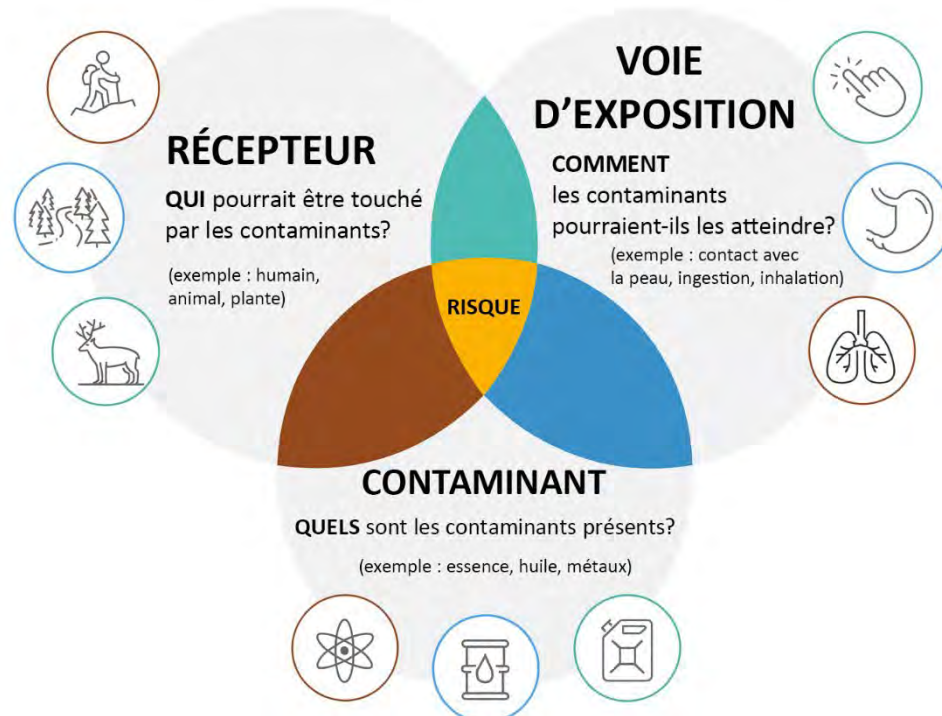 RÉCEPTEUR
QUI pourrait être touché
par les contaminants?
(exemple : humain,
animal, plante)
VOIE
D’EXPOSITION
COMMENT
les contaminants
pourraient-ils les atteindre?
(exemple : contact avec
la peau, ingestion, inhalation)
RISQUE
CONTAMINANT
QUELS sont les contaminants présents?
(exemple : essence, huile, métaux)